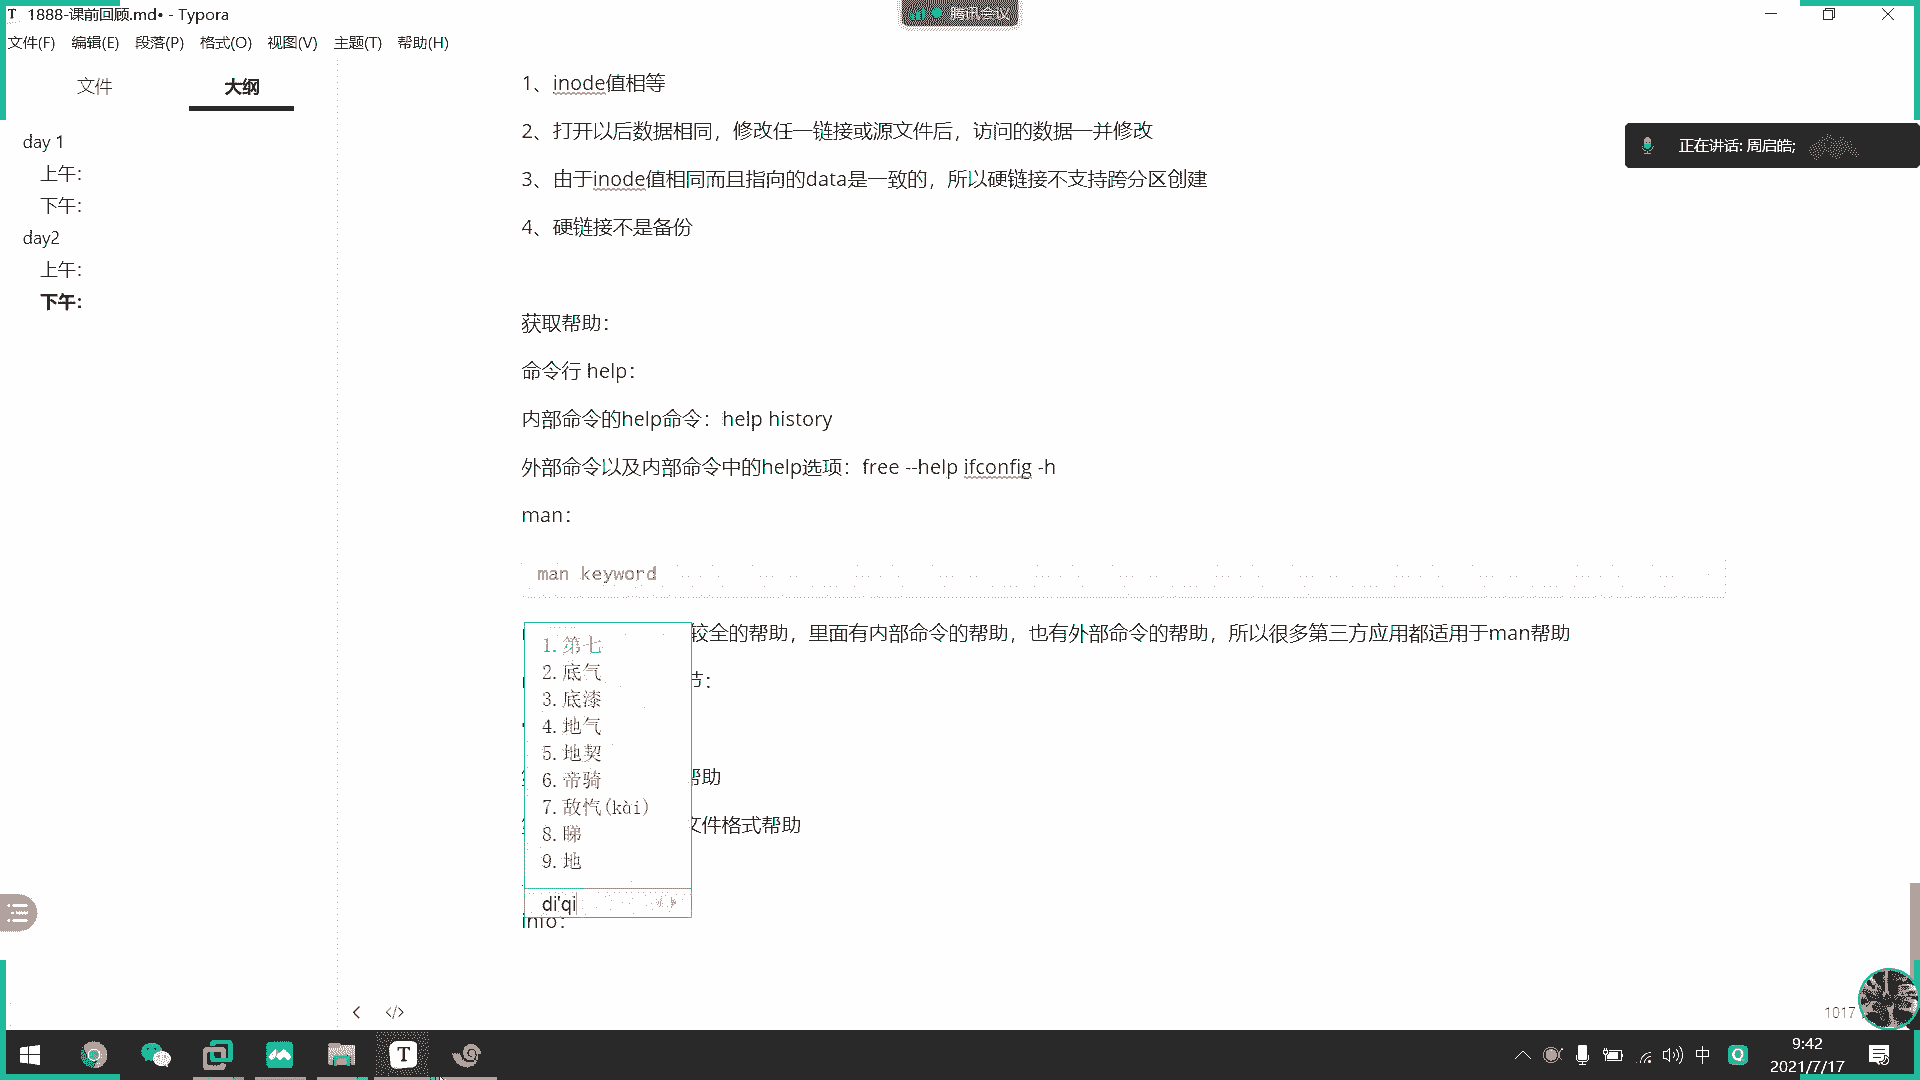 1888-课前回顾.md• - Typora
腾讯会议
文件(F) 编辑(E) 段落(P) 格式(O) 视图(V) 主题(T) 帮助(H)
文件 大纲
day 1
上午：
下午：
day2
上午：
下午：
1、inode值相等
2、打开以后数据相同，修改任一链接或源文件后，访问的数据一并修改
3、由于inode值相同而且指向的data是一致的，所以硬链接不支持跨分区创建
4、硬链接不是备份
正在讲话: 周启皓;
获取帮助：
命令行 help：
内部命令的help命令：help history
外部命令以及内部命令中的help选项：free --help ifconfig -h
man：
man keyword
较全的帮助，里面有内部命令的帮助，也有外部命令的帮助，所以很多第三方应用都适用于man帮助
节：
帮助
文件格式帮助
1.第七
2.底气
3.底漆
4.地气
5.地契
6.帝骑
7.敌忾(kài)
8.睇
9.地
di'qi
info：
1017
中
9:42
2021/7/17